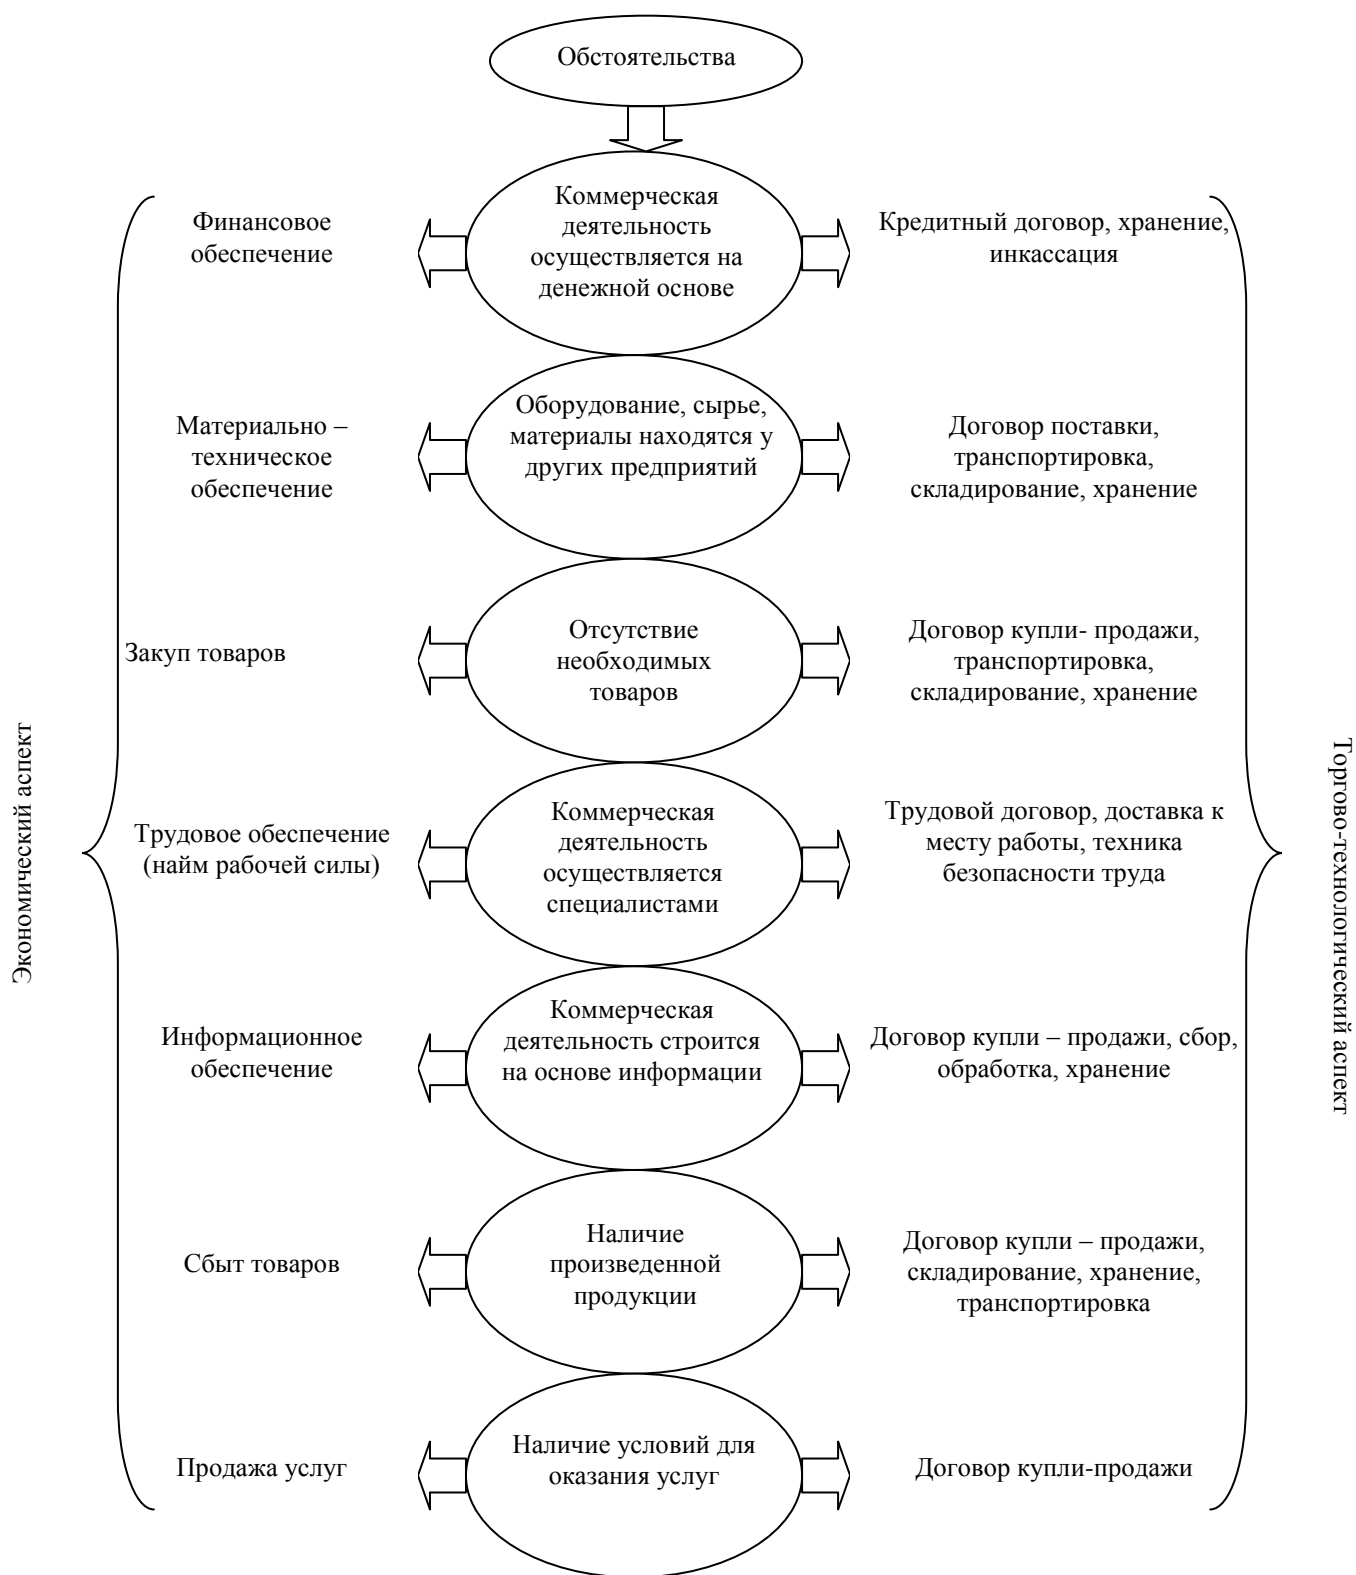 Обстоятельства
Финансовое
обеспечение
Коммерческая
деятельность
осуществляется на
денежной основе
Кредитный договор, хранение,
инкассация
Материально –
техническое
обеспечение
Оборудование, сырье,
материалы находятся у
других предприятий
Договор поставки,
транспортировка,
складирование, хранение
Закуп товаров
Отсутствие
необходимых
товаров
Договор купли- продажи,
транспортировка,
складирование, хранение
Экономический аспект
Торгово-технологический аспект
Трудовое обеспечение
(найм рабочей силы)
Коммерческая
деятельность
осуществляется
специалистами
Трудовой договор, доставка к
месту работы, техника
безопасности труда
Информационное
обеспечение
Коммерческая
деятельность строится
на основе информации
Договор купли – продажи, сбор,
обработка, хранение
Сбыт товаров
Наличие
произведенной
продукции
Договор купли – продажи,
складирование, хранение,
транспортировка
Продажа услуг
Наличие условий для
оказания услуг
Договор купли-продажи